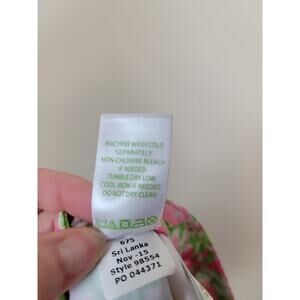 MACHINE WASH COLD
SEPARATELY
NON-CHLORINE BLEACH
IF NEEDED
TUMBLE DRY LOW
COOL IRON IF NEEDED
DO NOT DRY CLEAN
675
Sri Lanka
Nov -15
Style 98554
PO 044371